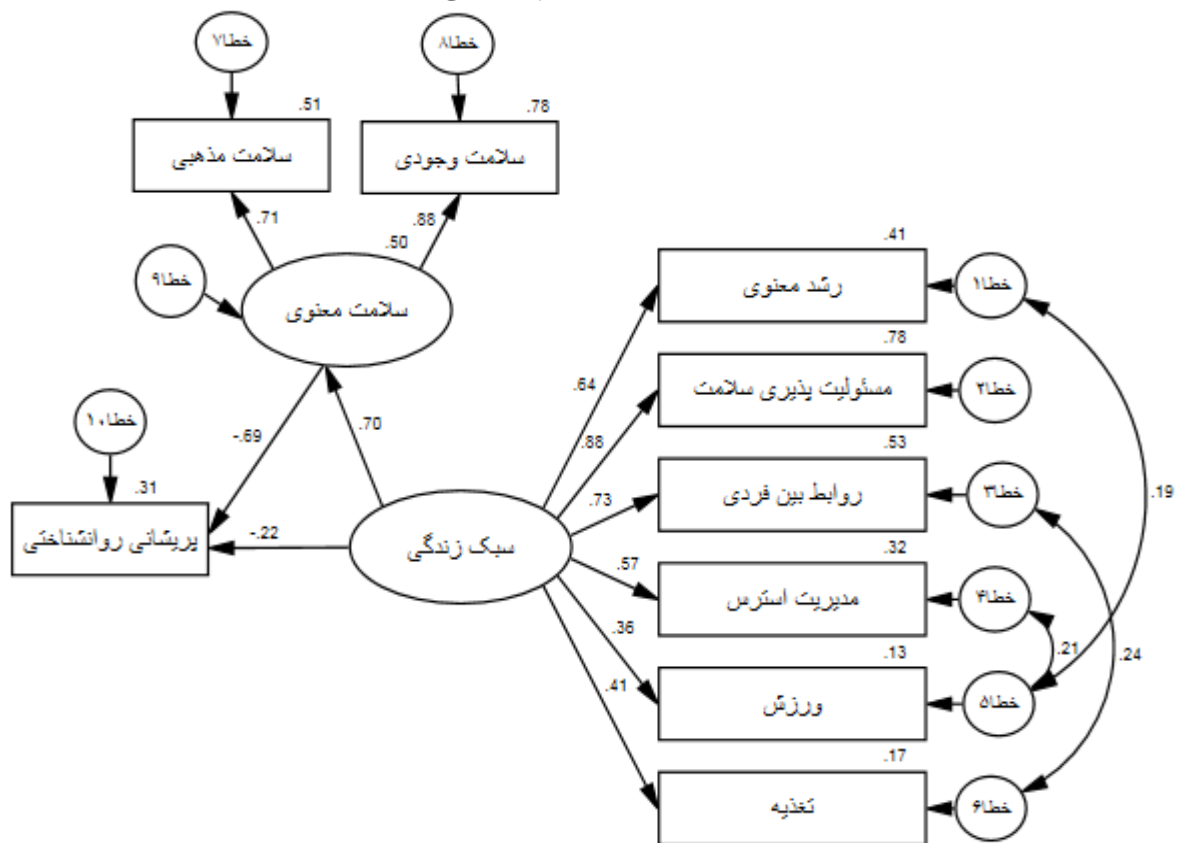 خطا۷
خطا۸
.51
.78
سلامت مذهبی
سلامت وجودی
.71
.88
.50
خطا۹
سلامت معنوی
.41
رشد معنوی
خطا۱
.78
مسئولیت پذیری سلامت
خطا۲
.64
.88
خطا۱۰
-.69
.70
.53
روابط بین فردی
خطا۳
.73
.19
.31
پریشانی روانشناختی
-.22
سبک زندگی
.32
.57
مدیریت استرس
خطا۴
.36
.13
.21
.24
.41
ورزش
خطا۵
.17
تغذیه
خطا۶